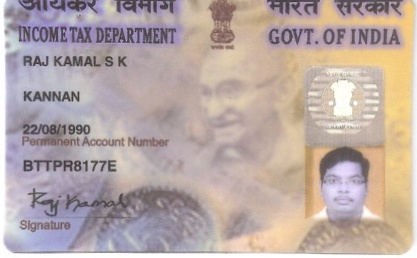 आयकर विभाग भारत सरकार
INCOME TAX DEPARTMENT GOVT. OF INDIA
RAJ KAMAL S K
KANNAN
22/08/1990
Permanent Account Number
BTTPR8177E
Raj Kamal
Signature